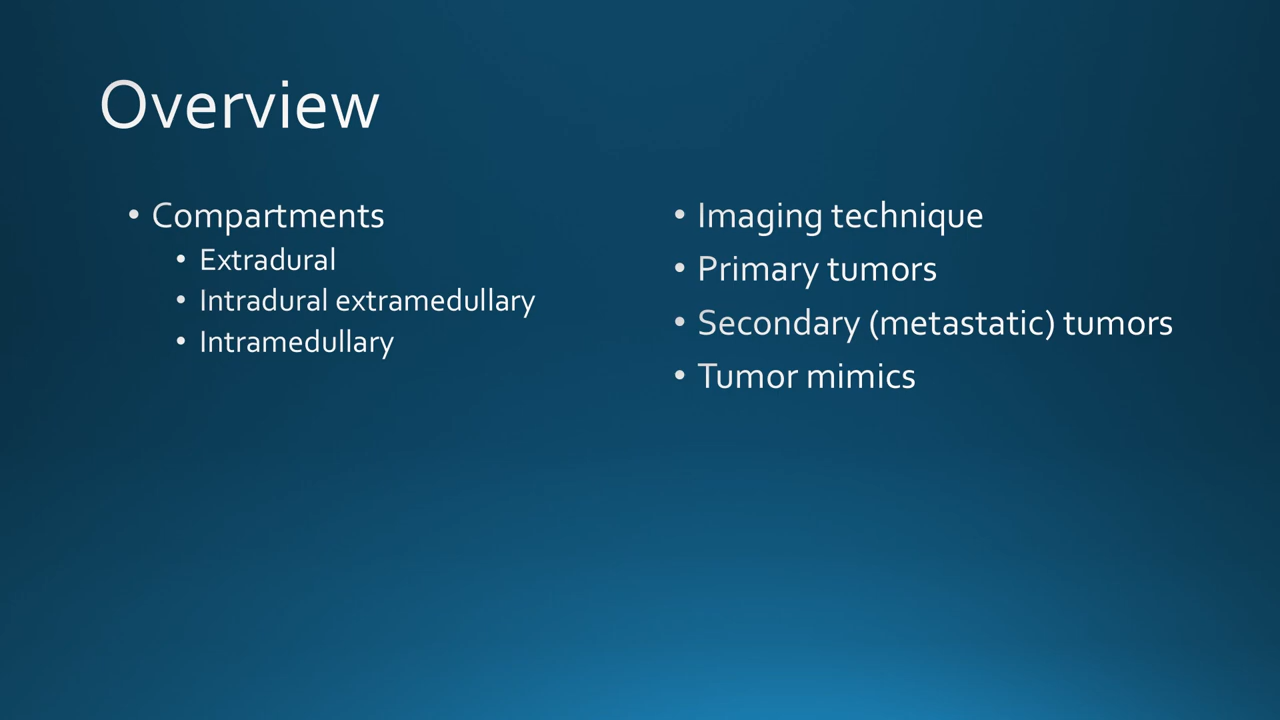 Overview
• Compartments
• Extradural
• Intradural extramedullary
• Intramedullary
• Imaging technique
• Primary tumors
• Secondary (metastatic) tumors
• Tumor mimics